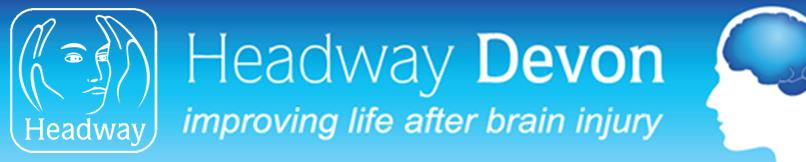 Headway
Headway Devon
improving life after brain injury